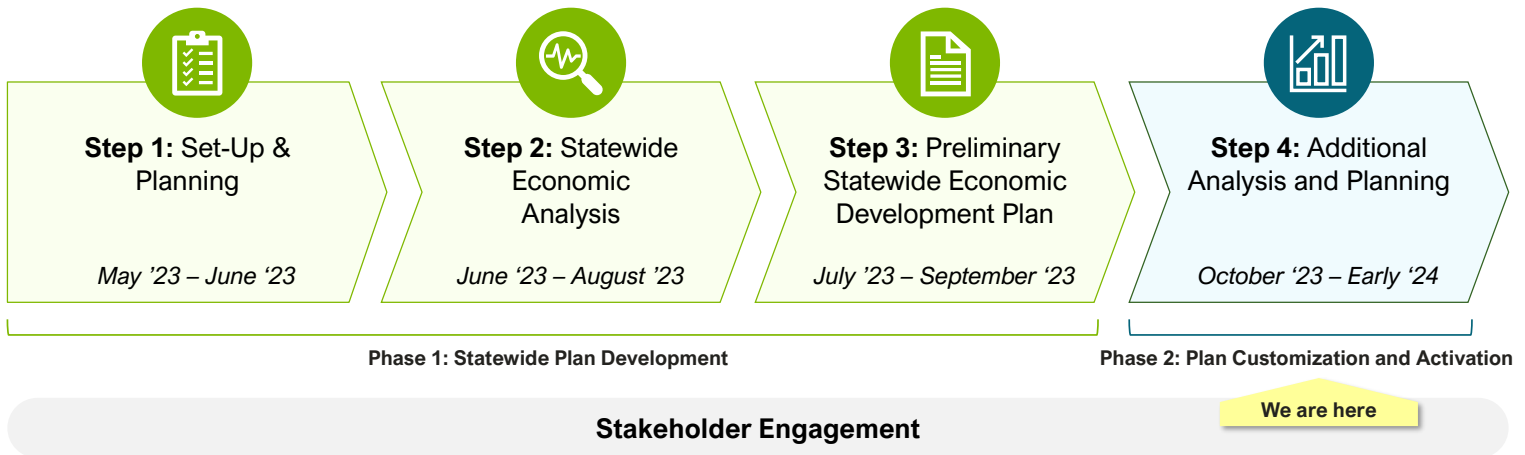 Step 1: Set-Up &
Planning
May '23 – June '23
Step 2: Statewide
Economic
Analysis
June '23 – August '23
Step 3: Preliminary
Statewide Economic
Development Plan
July '23 – September '23
Step 4: Additional
Analysis and Planning
October '23 – Early '24
Phase 1: Statewide Plan Development
Phase 2: Plan Customization and Activation
We are here
Stakeholder Engagement